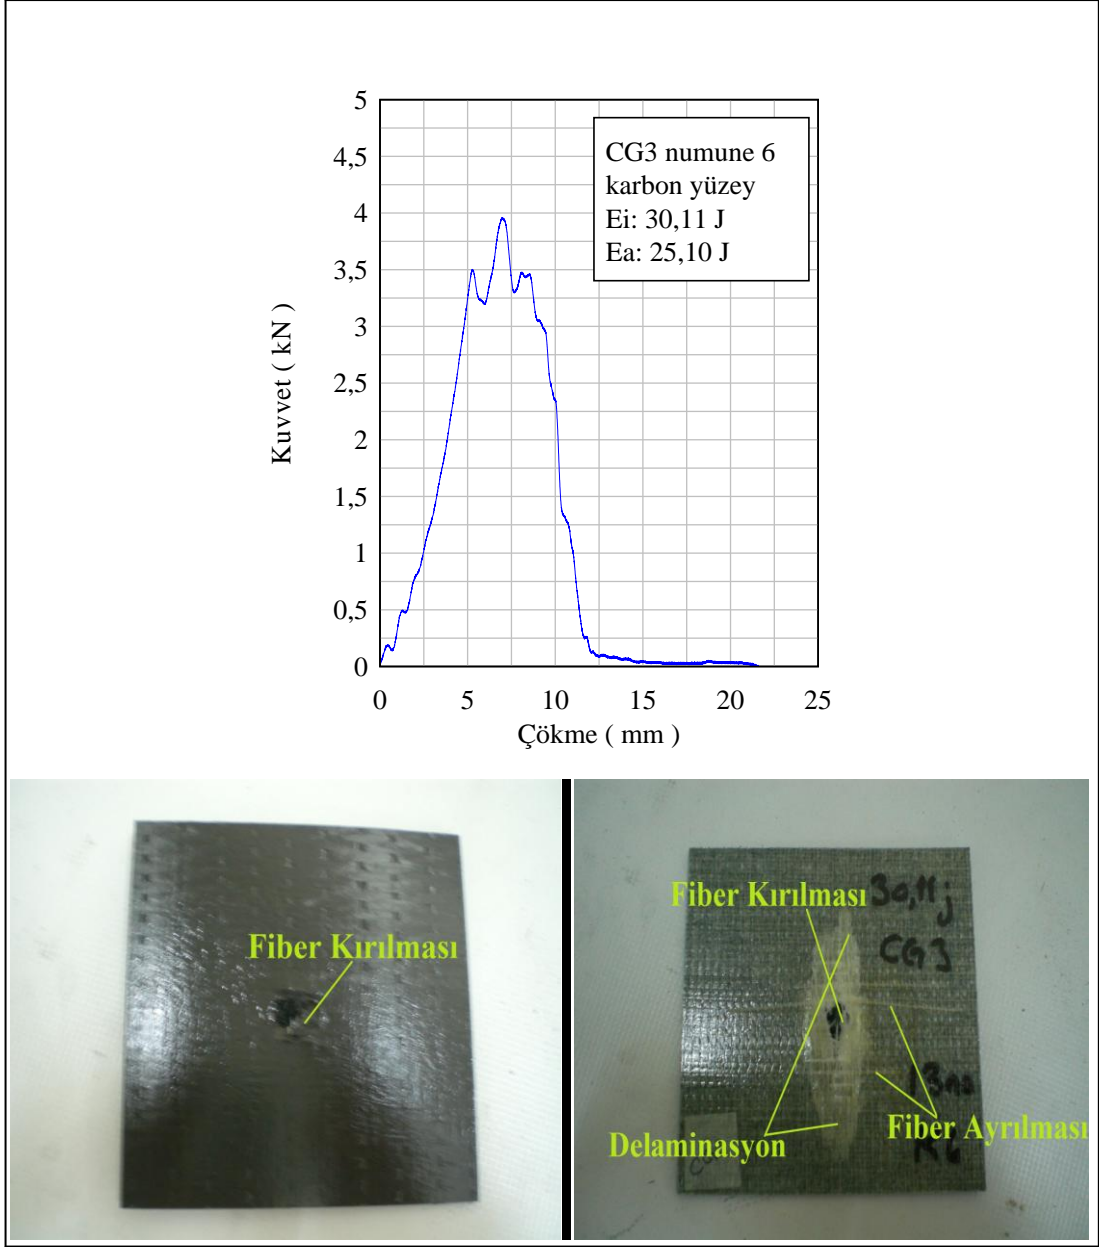 5
4,5
4
3,5
3
2,5
2
1,5
1
0,5
0
Kuvvet ( kN )
CG3 numune 6
karbon yüzey
Ei: 30,11 J
Ea: 25,10 J
0 5 10 15 20 25
Çökme ( mm )
Fiber Kırılması
Fiber Kırılması
30,11 j
CG3
Delaminasyon
Fiber Ayrılması